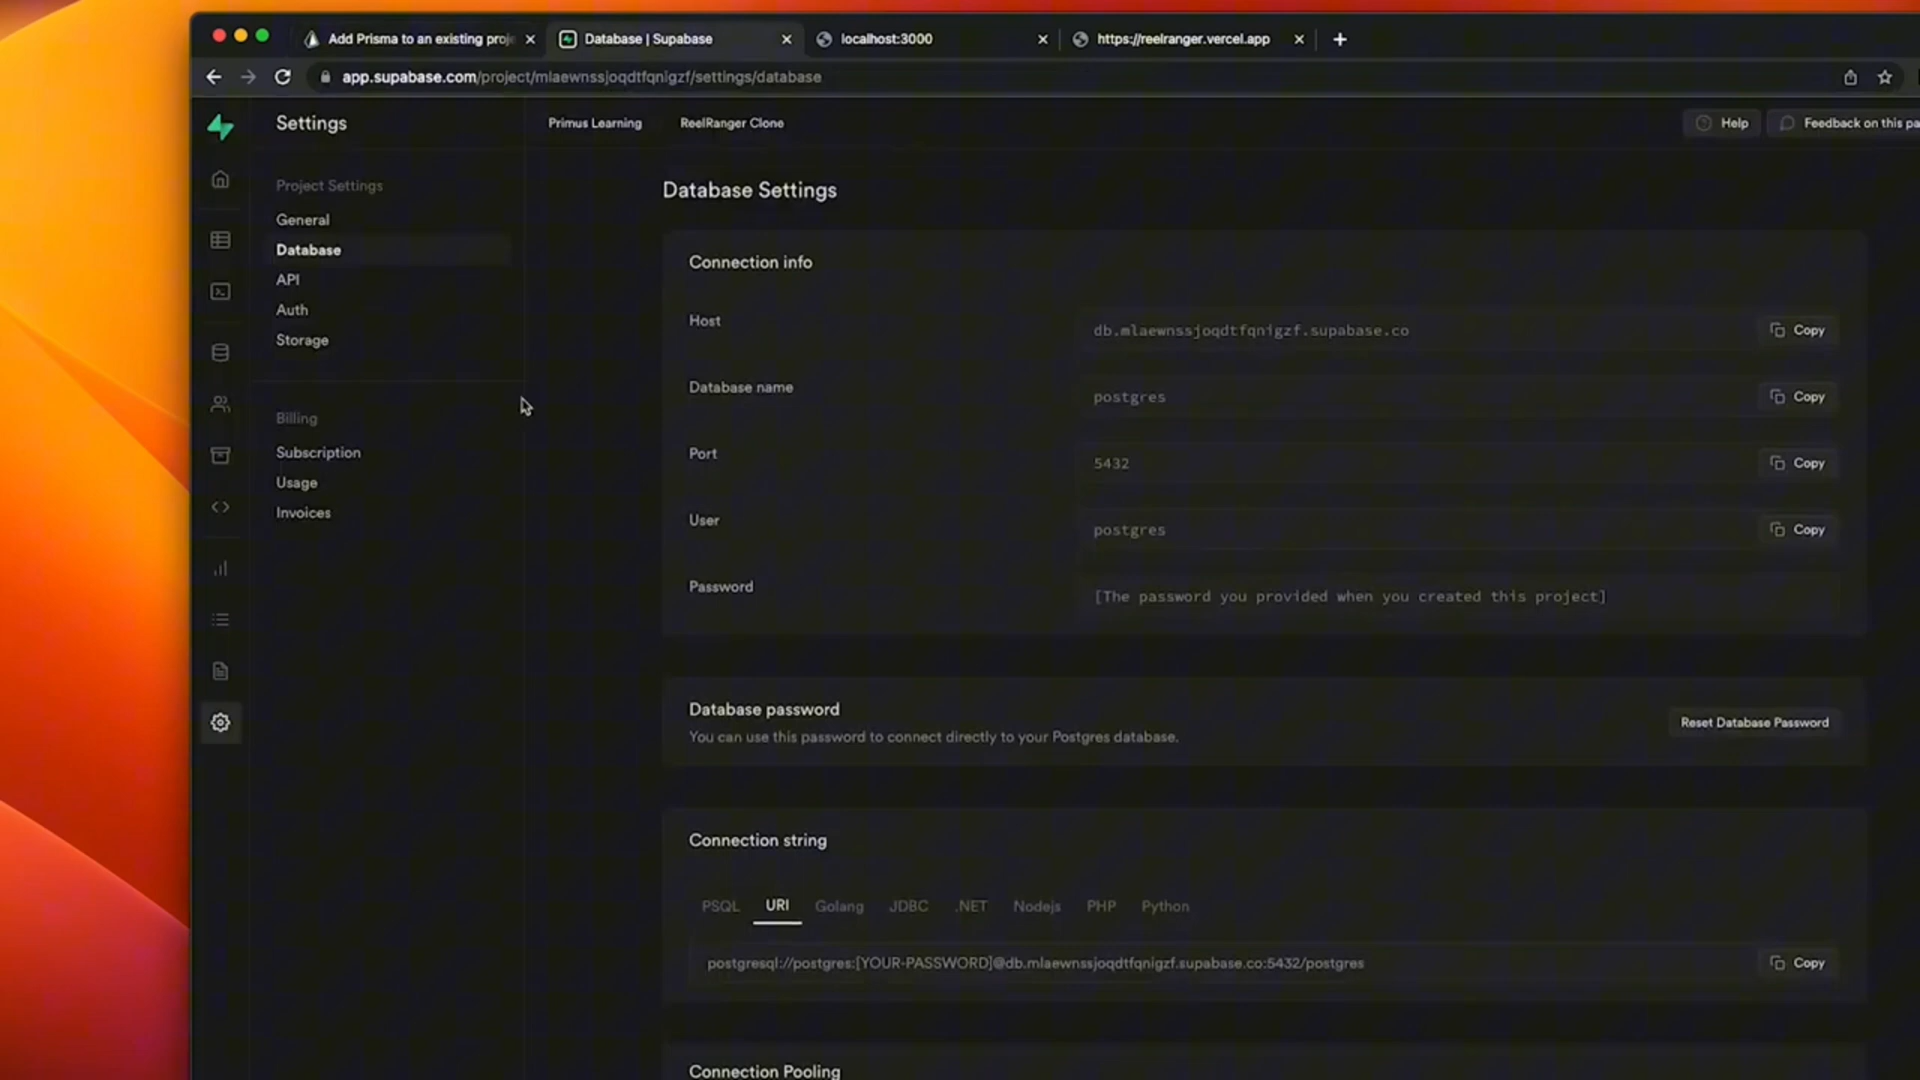 Add Prisma to an existing proje
Database | Supabase
localhost:3000
https://reelranger.vercel.app
app.supabase.com/project/mlaewnssjoqdtfqnigzf/settings/database
Settings
Primus Learning
ReelRanger Clone
Help
Feedback on this pa
Project Settings
General
Database
API
Auth
Storage
Billing
Subscription
Usage
Invoices
Database Settings
Connection info
Host
db.mlaewnssjoqdtfqnigzf.supabase.co
Copy
Database name
postgres
Copy
Port
5432
Copy
User
postgres
Copy
Password
[The password you provided when you created this project]
Database password
You can use this password to connect directly to your Postgres database.
Reset Database Password
Connection string
PSQL URI Golang JDBC .NET Nodejs PHP Python
postgresql://postgres:[YOUR-PASSWORD]@db.mlaewnssjoqdtfqnigzf.supabase.co:5432/postgres
Copy
Connection Pooling